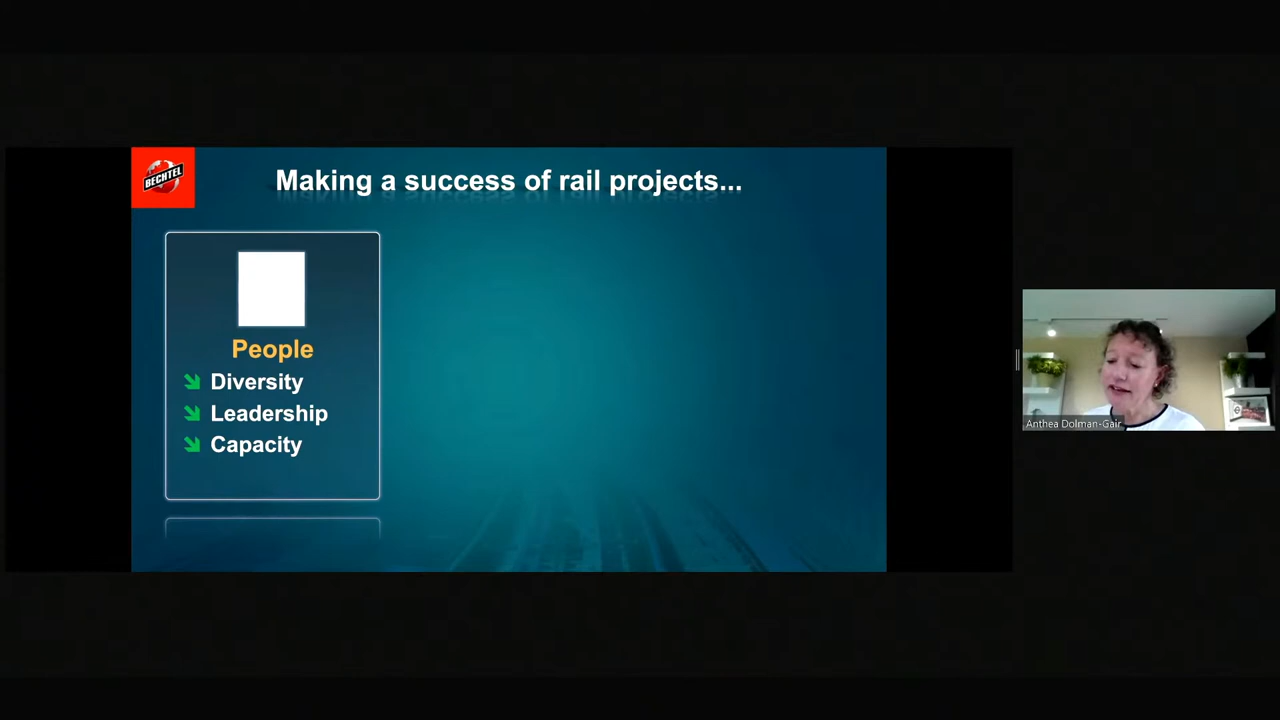 BECHTEL
Making a success of rail projects...
People
Diversity
Leadership
Capacity
Anthea Dolman-Gair